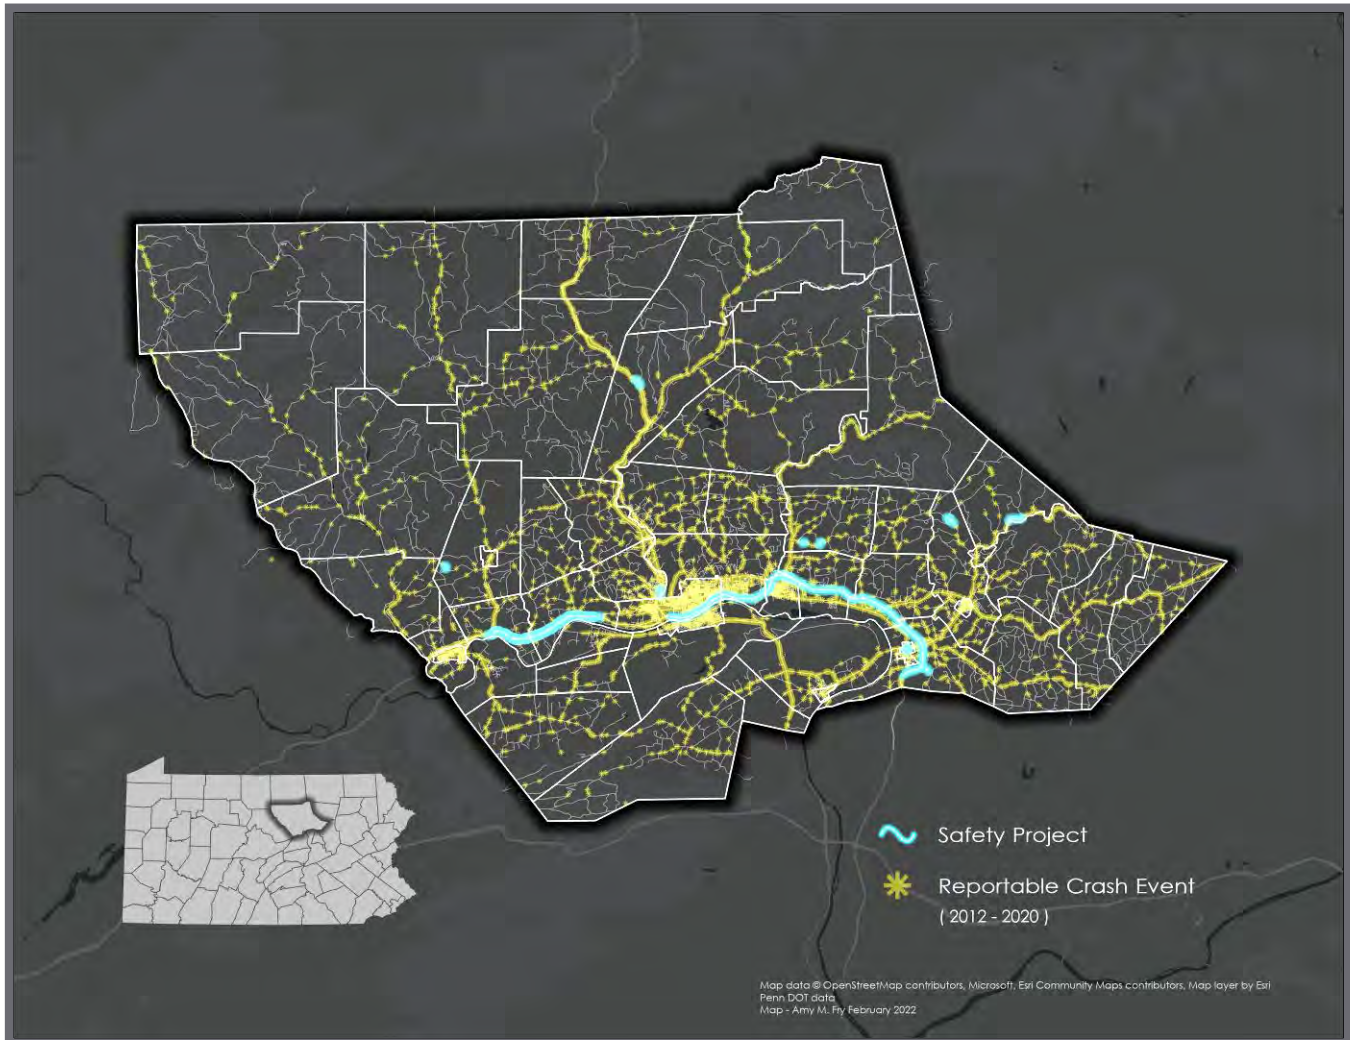 Safety Project
Reportable Crash Event
( 2012 - 2020 )
Map data © OpenStreetMap contributors, Microsoft, Esri Community Maps contributors, Map layer by Esri
Penn DOT data
Map - Amy M. Fry February 2022